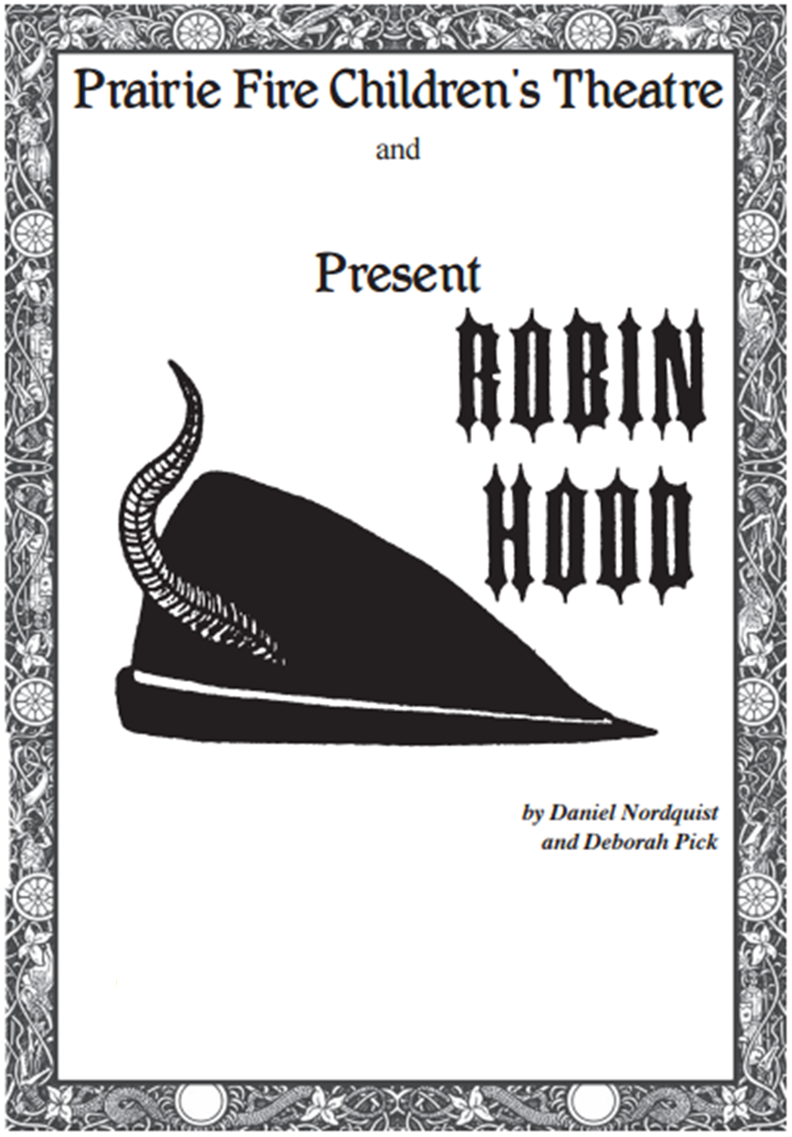 Prairie Fire Children's Theatre
and
Present
ROBIN
HOOD
by Daniel Nordquist
and Deborah Pick